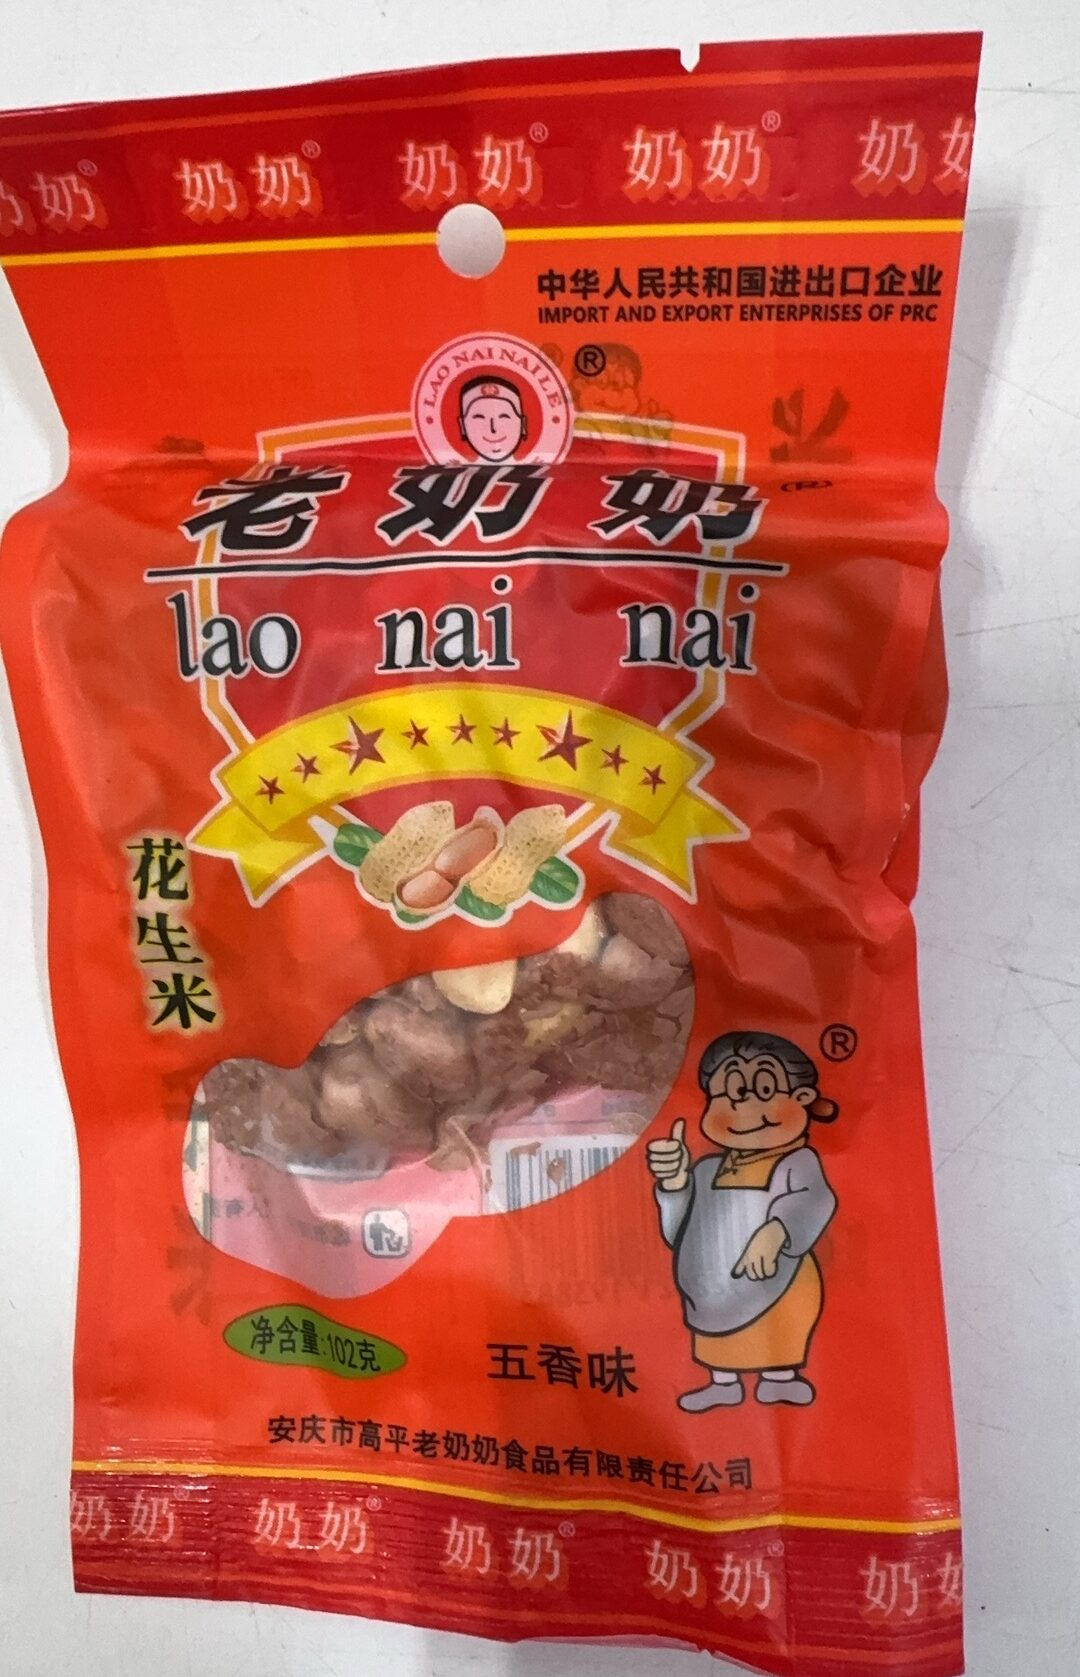 奶奶® 奶奶® 奶奶® 奶奶®
中华人民共和国进出口企业
IMPORT AND EXPORT ENTERPRISES OF PRC
LAO NAI NAI LE
®
老奶奶
lao nai nai
花生米
®
净含量:102克
五香味
安庆市高平老奶奶食品有限责任公司
奶奶® 奶奶® 奶奶® 奶奶®